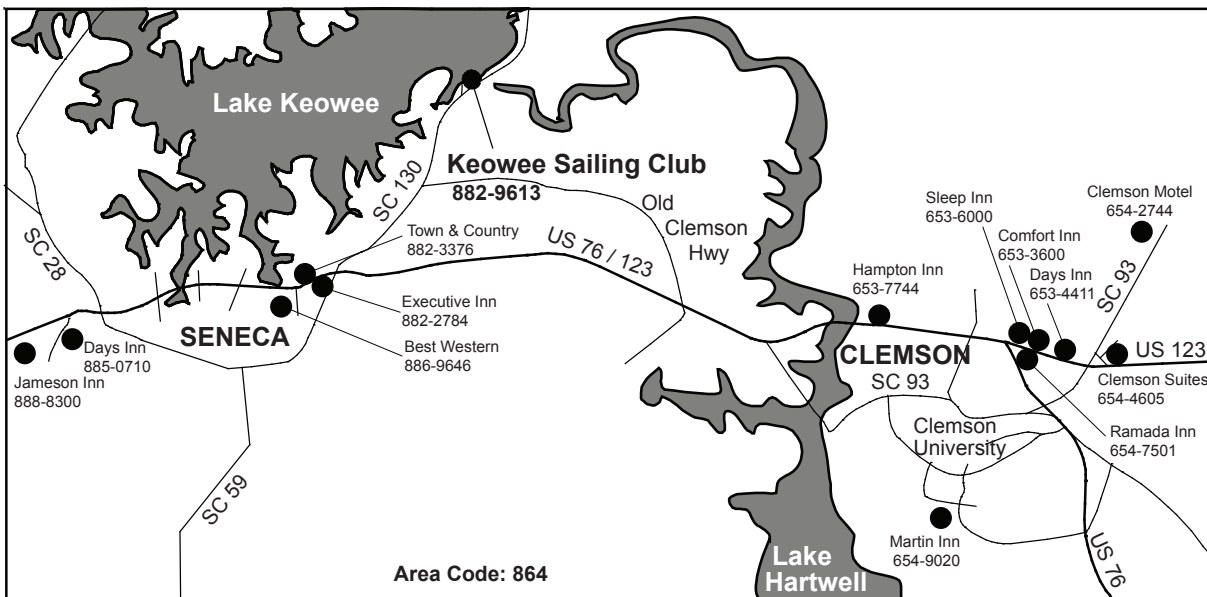 Lake Keowee
Keowee Sailing Club
882-9613
SC 130
SC 28
Old
Clemson
Hwy
US 76 / 123
Town & Country
882-3376
Executive Inn
882-2784
Best Western
886-9646
SENECA
Days Inn
885-0710
Jameson Inn
888-8300
SC 59
Area Code: 864
Sleep Inn
653-6000
Clemson Motel
654-2744
Comfort Inn
653-3600
Days Inn
653-4411
Hampton Inn
653-7744
SC 93
US 123
CLEMSON
SC 93
Clemson Suites
654-4605
Ramada Inn
654-7501
Clemson
University
Martin Inn
654-9020
US 76
Lake
Hartwell